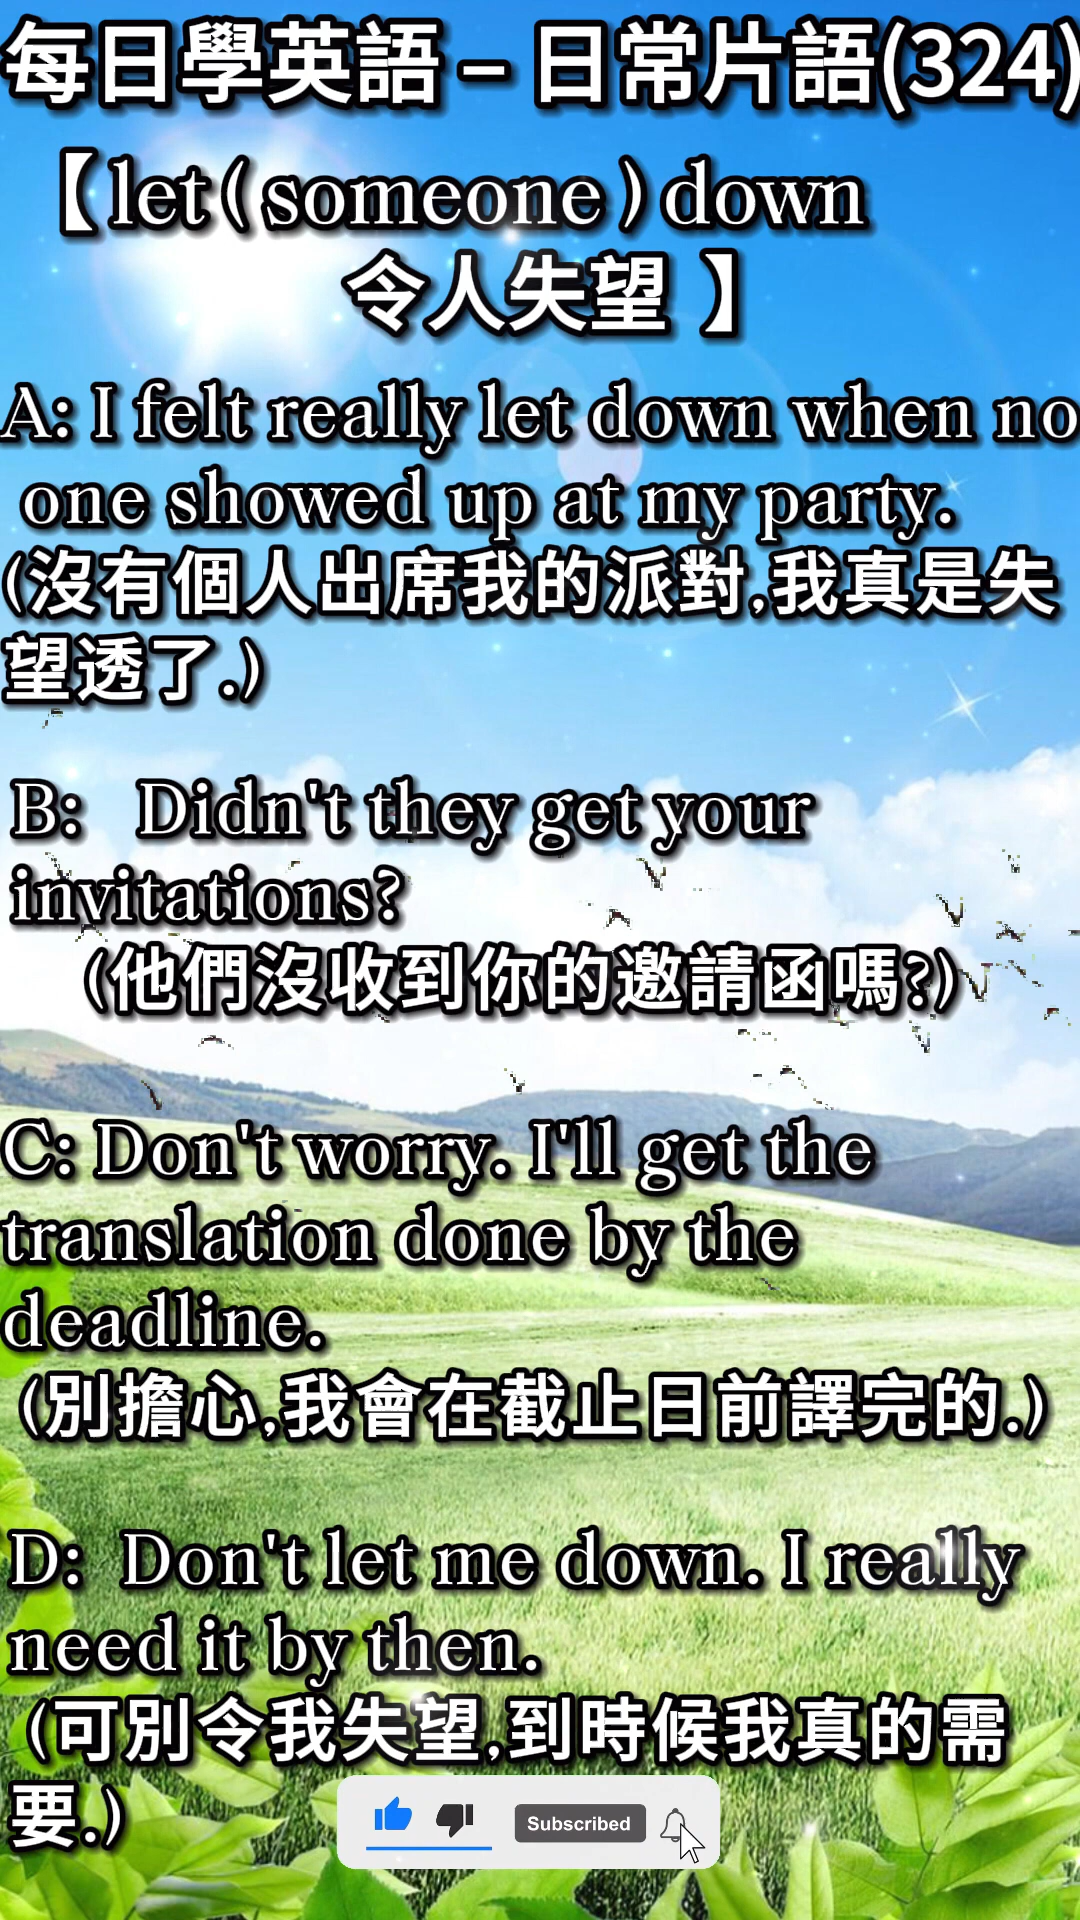 每日學英語 – 日常片語(324)
【 let ( someone ) down
令人失望 】
A: I felt really let down when no
one showed up at my party.
(沒有個人出席我的派對,我真是失
望透了.)
B: Didn't they get your
invitations?
(他們沒收到你的邀請函嗎?)
C: Don't worry. I'll get the
translation done by the
deadline.
(別擔心,我會在截止日前譯完的.)
D: Don't let me down. I really
need it by then.
(可別令我失望,到時候我真的需
要.)
Subscribed